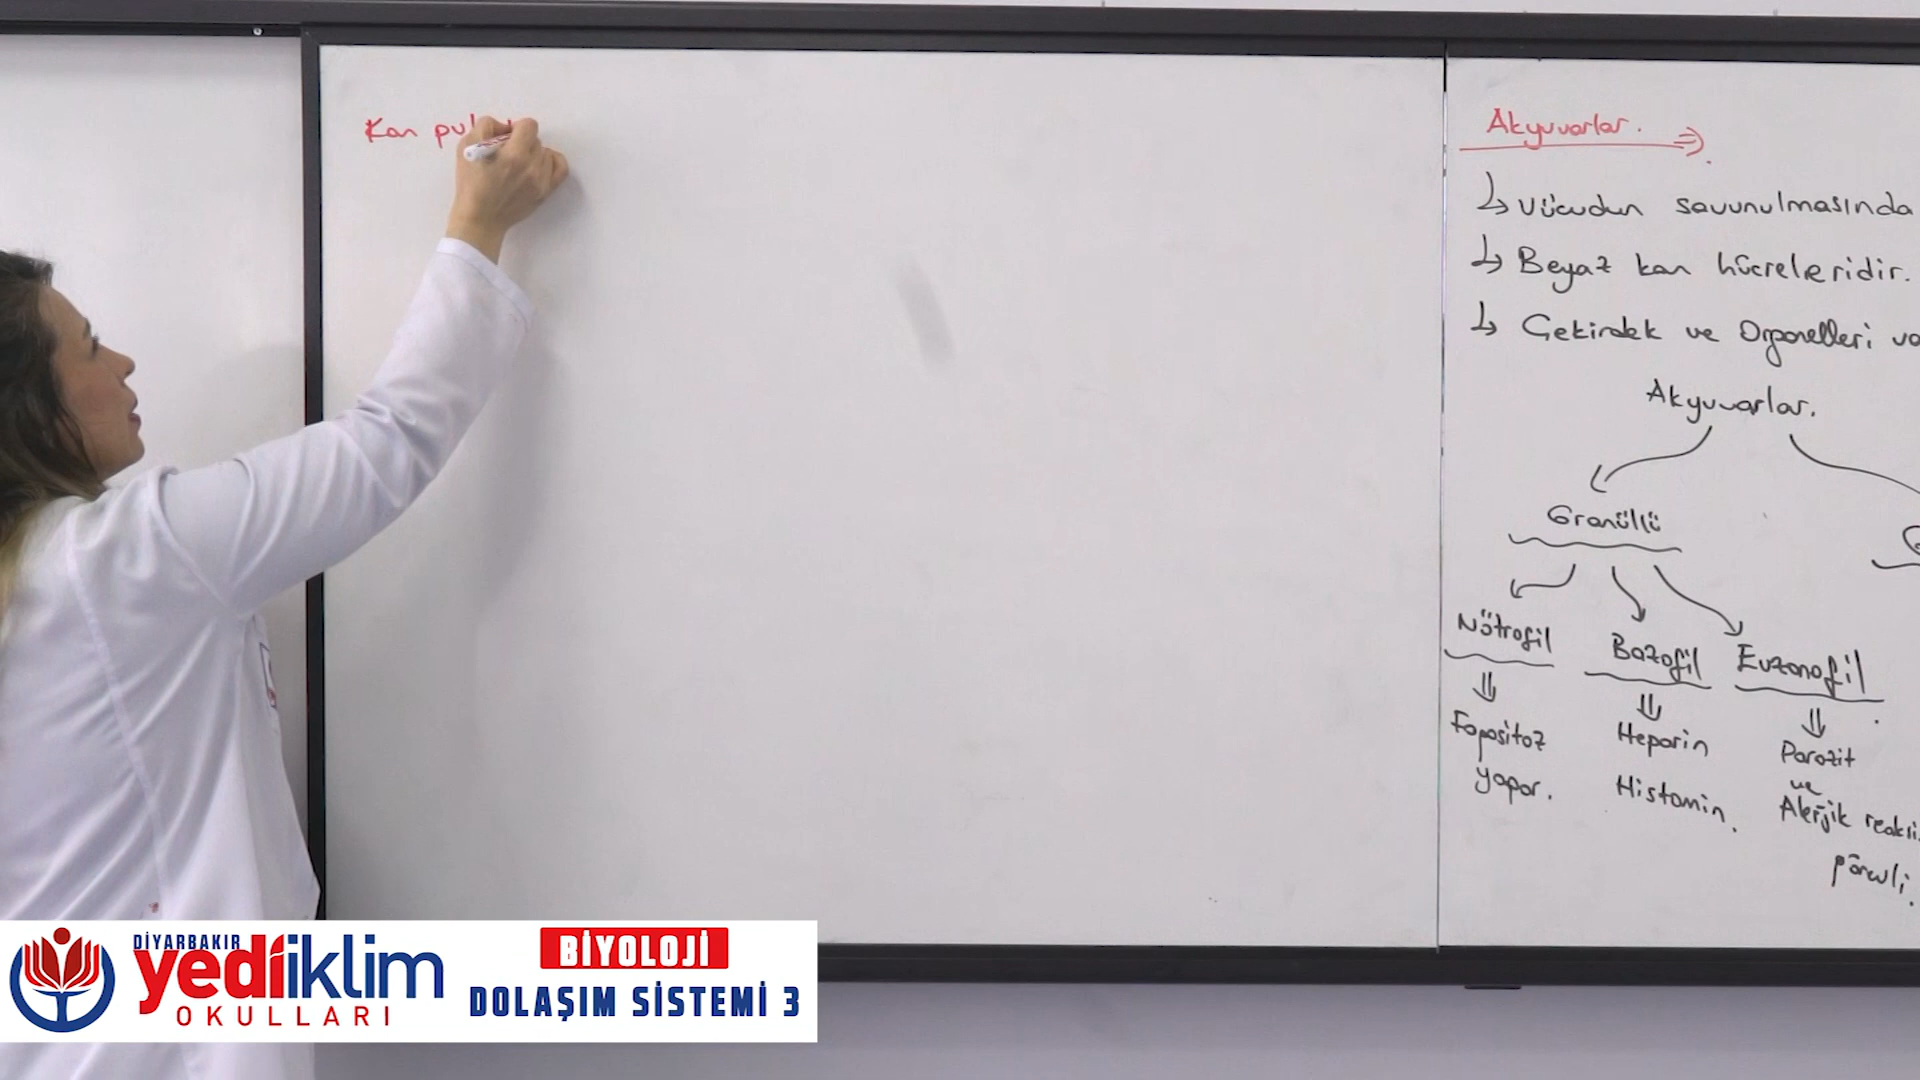 Kan pul
Akyuvarlar.
Vücudun savunulmasında
Beyaz kan hücreleridir.
Çekirdek ve Organelleri va
Akyuvarlar.
Granüllü
G
Nötrofil
Bazofil
Euzonofil
Fagositoz
yapar.
Heparin
Histamin.
Parazit
ve
Alerjik reaksi
görevli.
DİYARBAKIR
yediiklim
OKULLARI
BİYOLOJİ
DOLAŞIM SİSTEMİ 3